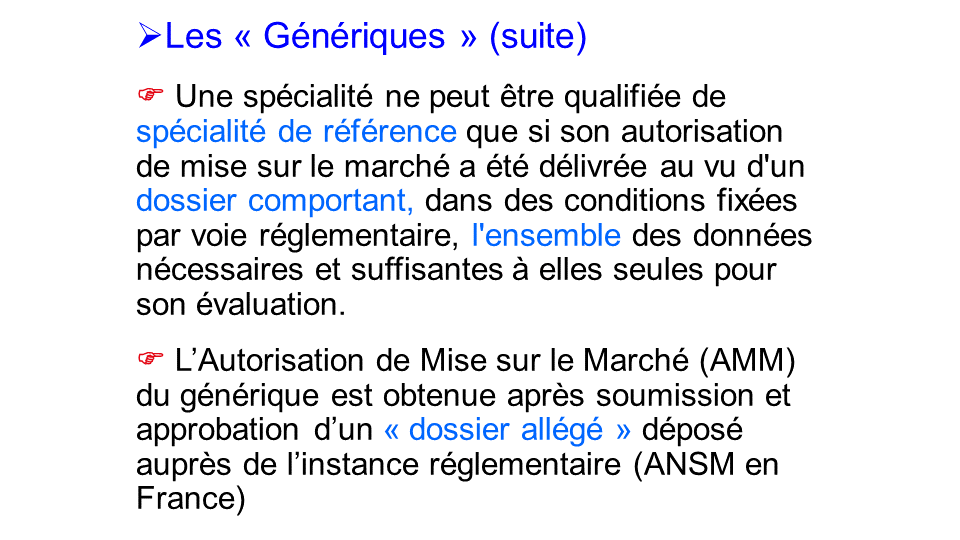 ➢Les « Génériques » (suite)
☞ Une spécialité ne peut être qualifiée de
spécialité de référence que si son autorisation
de mise sur le marché a été délivrée au vu d'un
dossier comportant, dans des conditions fixées
par voie réglementaire, l'ensemble des données
nécessaires et suffisantes à elles seules pour
son évaluation.
☞ L’Autorisation de Mise sur le Marché (AMM)
du générique est obtenue après soumission et
approbation d’un « dossier allégé » déposé
auprès de l’instance réglementaire (ANSM en
France)